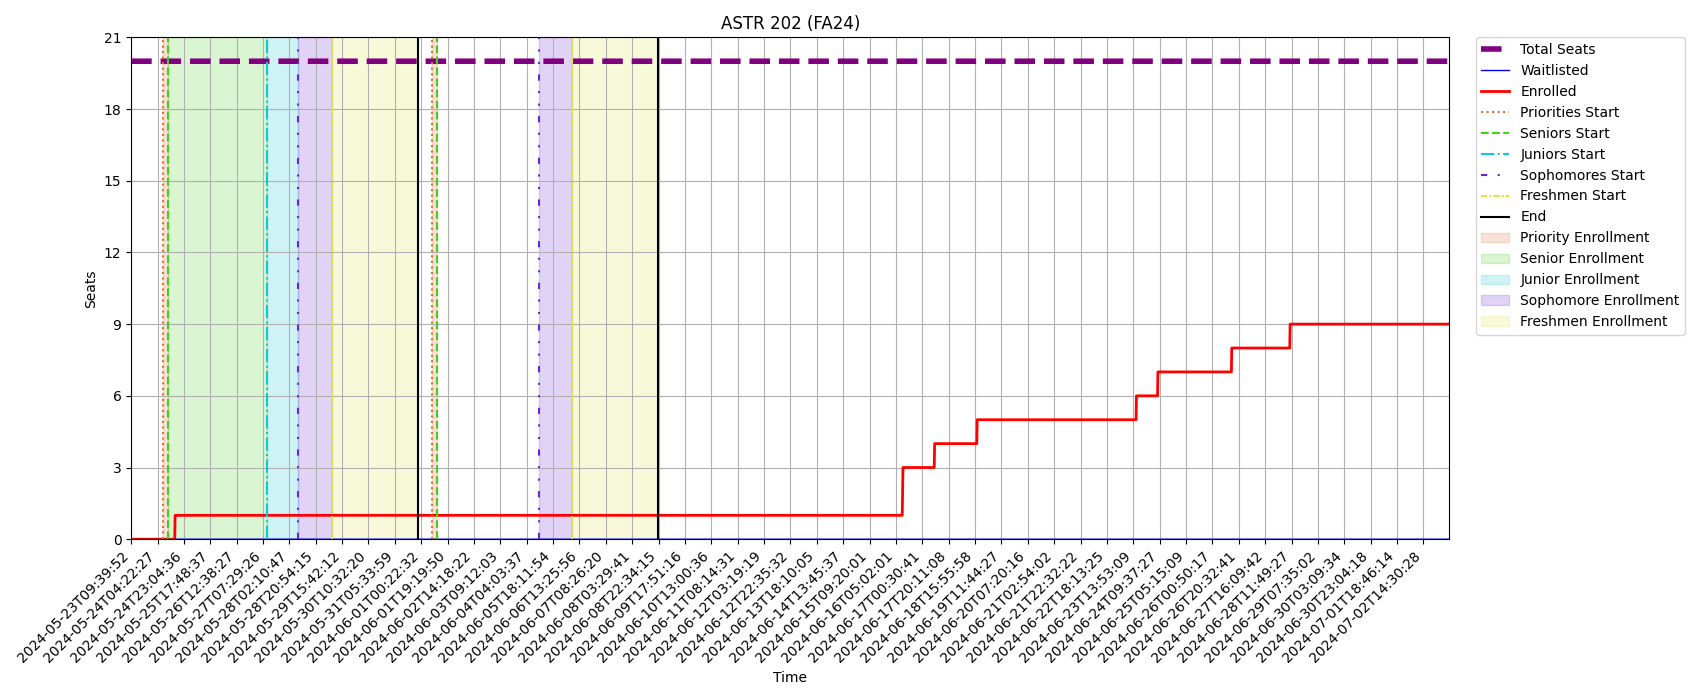 ASTR 202 (FA24)
Seats
21
18
15
12
9
6
3
0
2024-05-23T09:39:52
2024-05-24T04:22:27
2024-05-24T23:04:36
2024-05-25T17:48:37
2024-05-26T12:38:27
2024-05-27T07:29:26
2024-05-28T02:10:47
2024-05-28T20:54:15
2024-05-29T15:42:12
2024-05-30T10:32:20
2024-05-31T05:33:59
2024-06-01T00:22:32
2024-06-01T19:19:50
2024-06-02T14:18:22
2024-06-03T09:12:03
2024-06-04T04:03:37
2024-06-05T18:11:54
2024-06-06T13:25:56
2024-06-07T08:26:20
2024-06-08T03:29:41
2024-06-08T22:34:15
2024-06-09T17:51:16
2024-06-10T13:00:36
2024-06-11T08:14:31
2024-06-12T03:19:19
2024-06-12T22:35:32
2024-06-13T18:10:05
2024-06-14T13:45:37
2024-06-15T09:20:01
2024-06-16T05:02:01
2024-06-17T00:30:41
2024-06-17T20:11:08
2024-06-18T15:55:58
2024-06-19T11:44:27
2024-06-20T07:20:16
2024-06-21T02:54:02
2024-06-21T22:32:22
2024-06-22T18:13:25
2024-06-23T13:53:09
2024-06-24T09:37:27
2024-06-25T05:15:09
2024-06-26T00:50:17
2024-06-26T20:32:41
2024-06-27T16:09:42
2024-06-28T11:49:27
2024-06-29T07:35:02
2024-06-30T03:09:34
2024-06-30T23:04:18
2024-07-01T18:46:14
2024-07-02T14:30:28
Time
Total Seats
Waitlisted
Enrolled
Priorities Start
Seniors Start
Juniors Start
Sophomores Start
Freshmen Start
End
Priority Enrollment
Senior Enrollment
Junior Enrollment
Sophomore Enrollment
Freshmen Enrollment